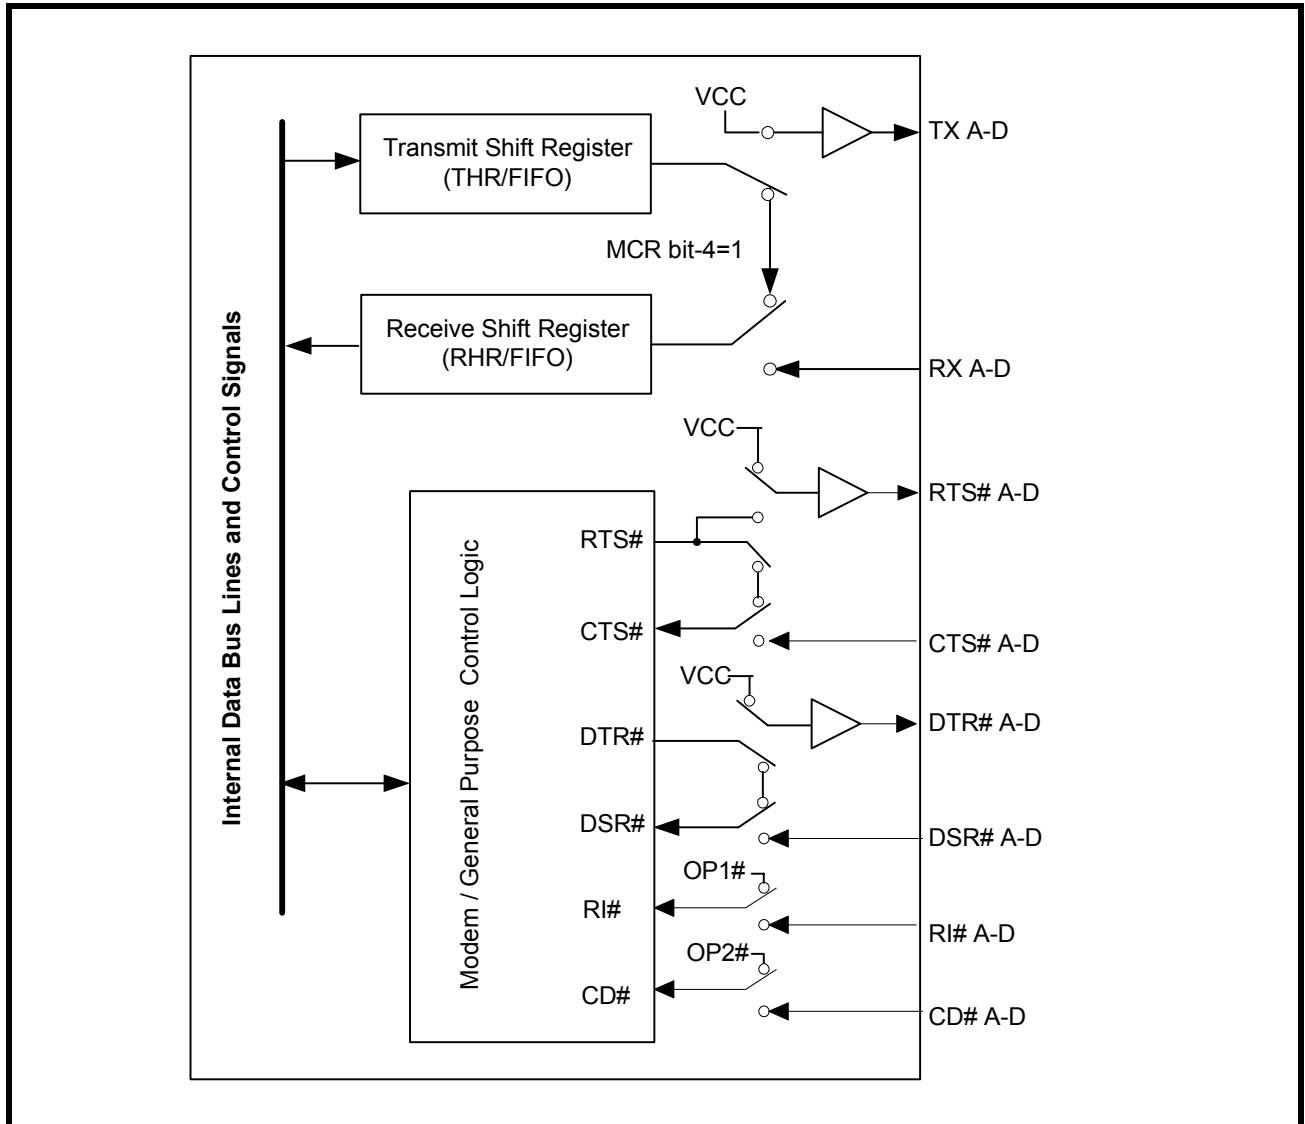 VCC
TX A-D
Transmit Shift Register
(THR/FIFO)
MCR bit-4=1
Receive Shift Register
(RHR/FIFO)
RX A-D
Internal Data Bus Lines and Control Signals
VCC
RTS# A-D
Modem / General Purpose Control Logic
RTS#
CTS#
CTS# A-D
VCC
DTR# A-D
DTR#
DSR#
DSR# A-D
OP1#
RI#
RI# A-D
OP2#
CD#
CD# A-D